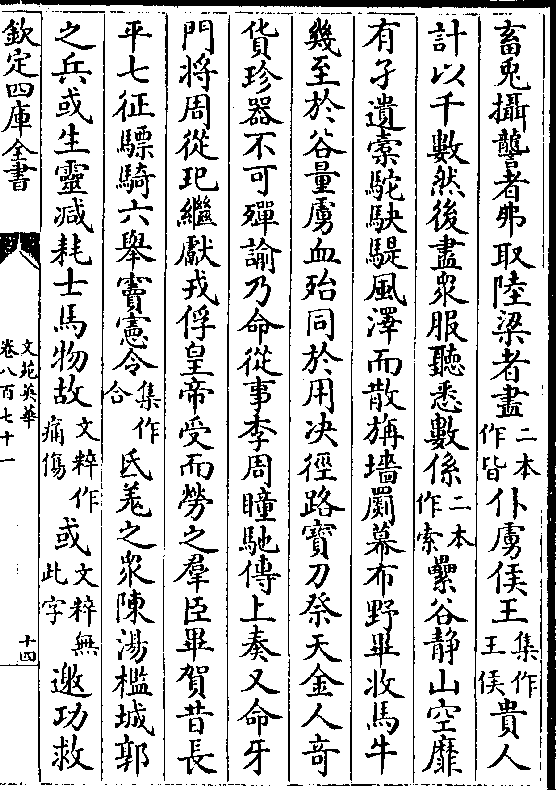 畜兎攝讋者弗取陸梁者盡二本作皆仆虜侯王集作王侯貴人
計以千數然後盡衆服聽悉數係二本作索纍谷静山空靡
有孑遺橐駝駃騠風澤而散旃墻罽幕布野畢收馬牛
幾至於谷量虜血殆同於用决徑路寶刀祭天金人竒
貨珍器不可殫諭乃命從事李周瞳馳傳上奏又命牙
門將周從玘繼獻戎俘皇帝受而勞之羣臣畢賀昔長
平七征驃騎六舉竇憲令集作合氐羗之衆陳湯檻城郭
之兵或生靈減耗士馬物故文粹作痛傷或文粹無此字邀功救
欽定四庫全書
文苑英華
卷八百七十一
十四